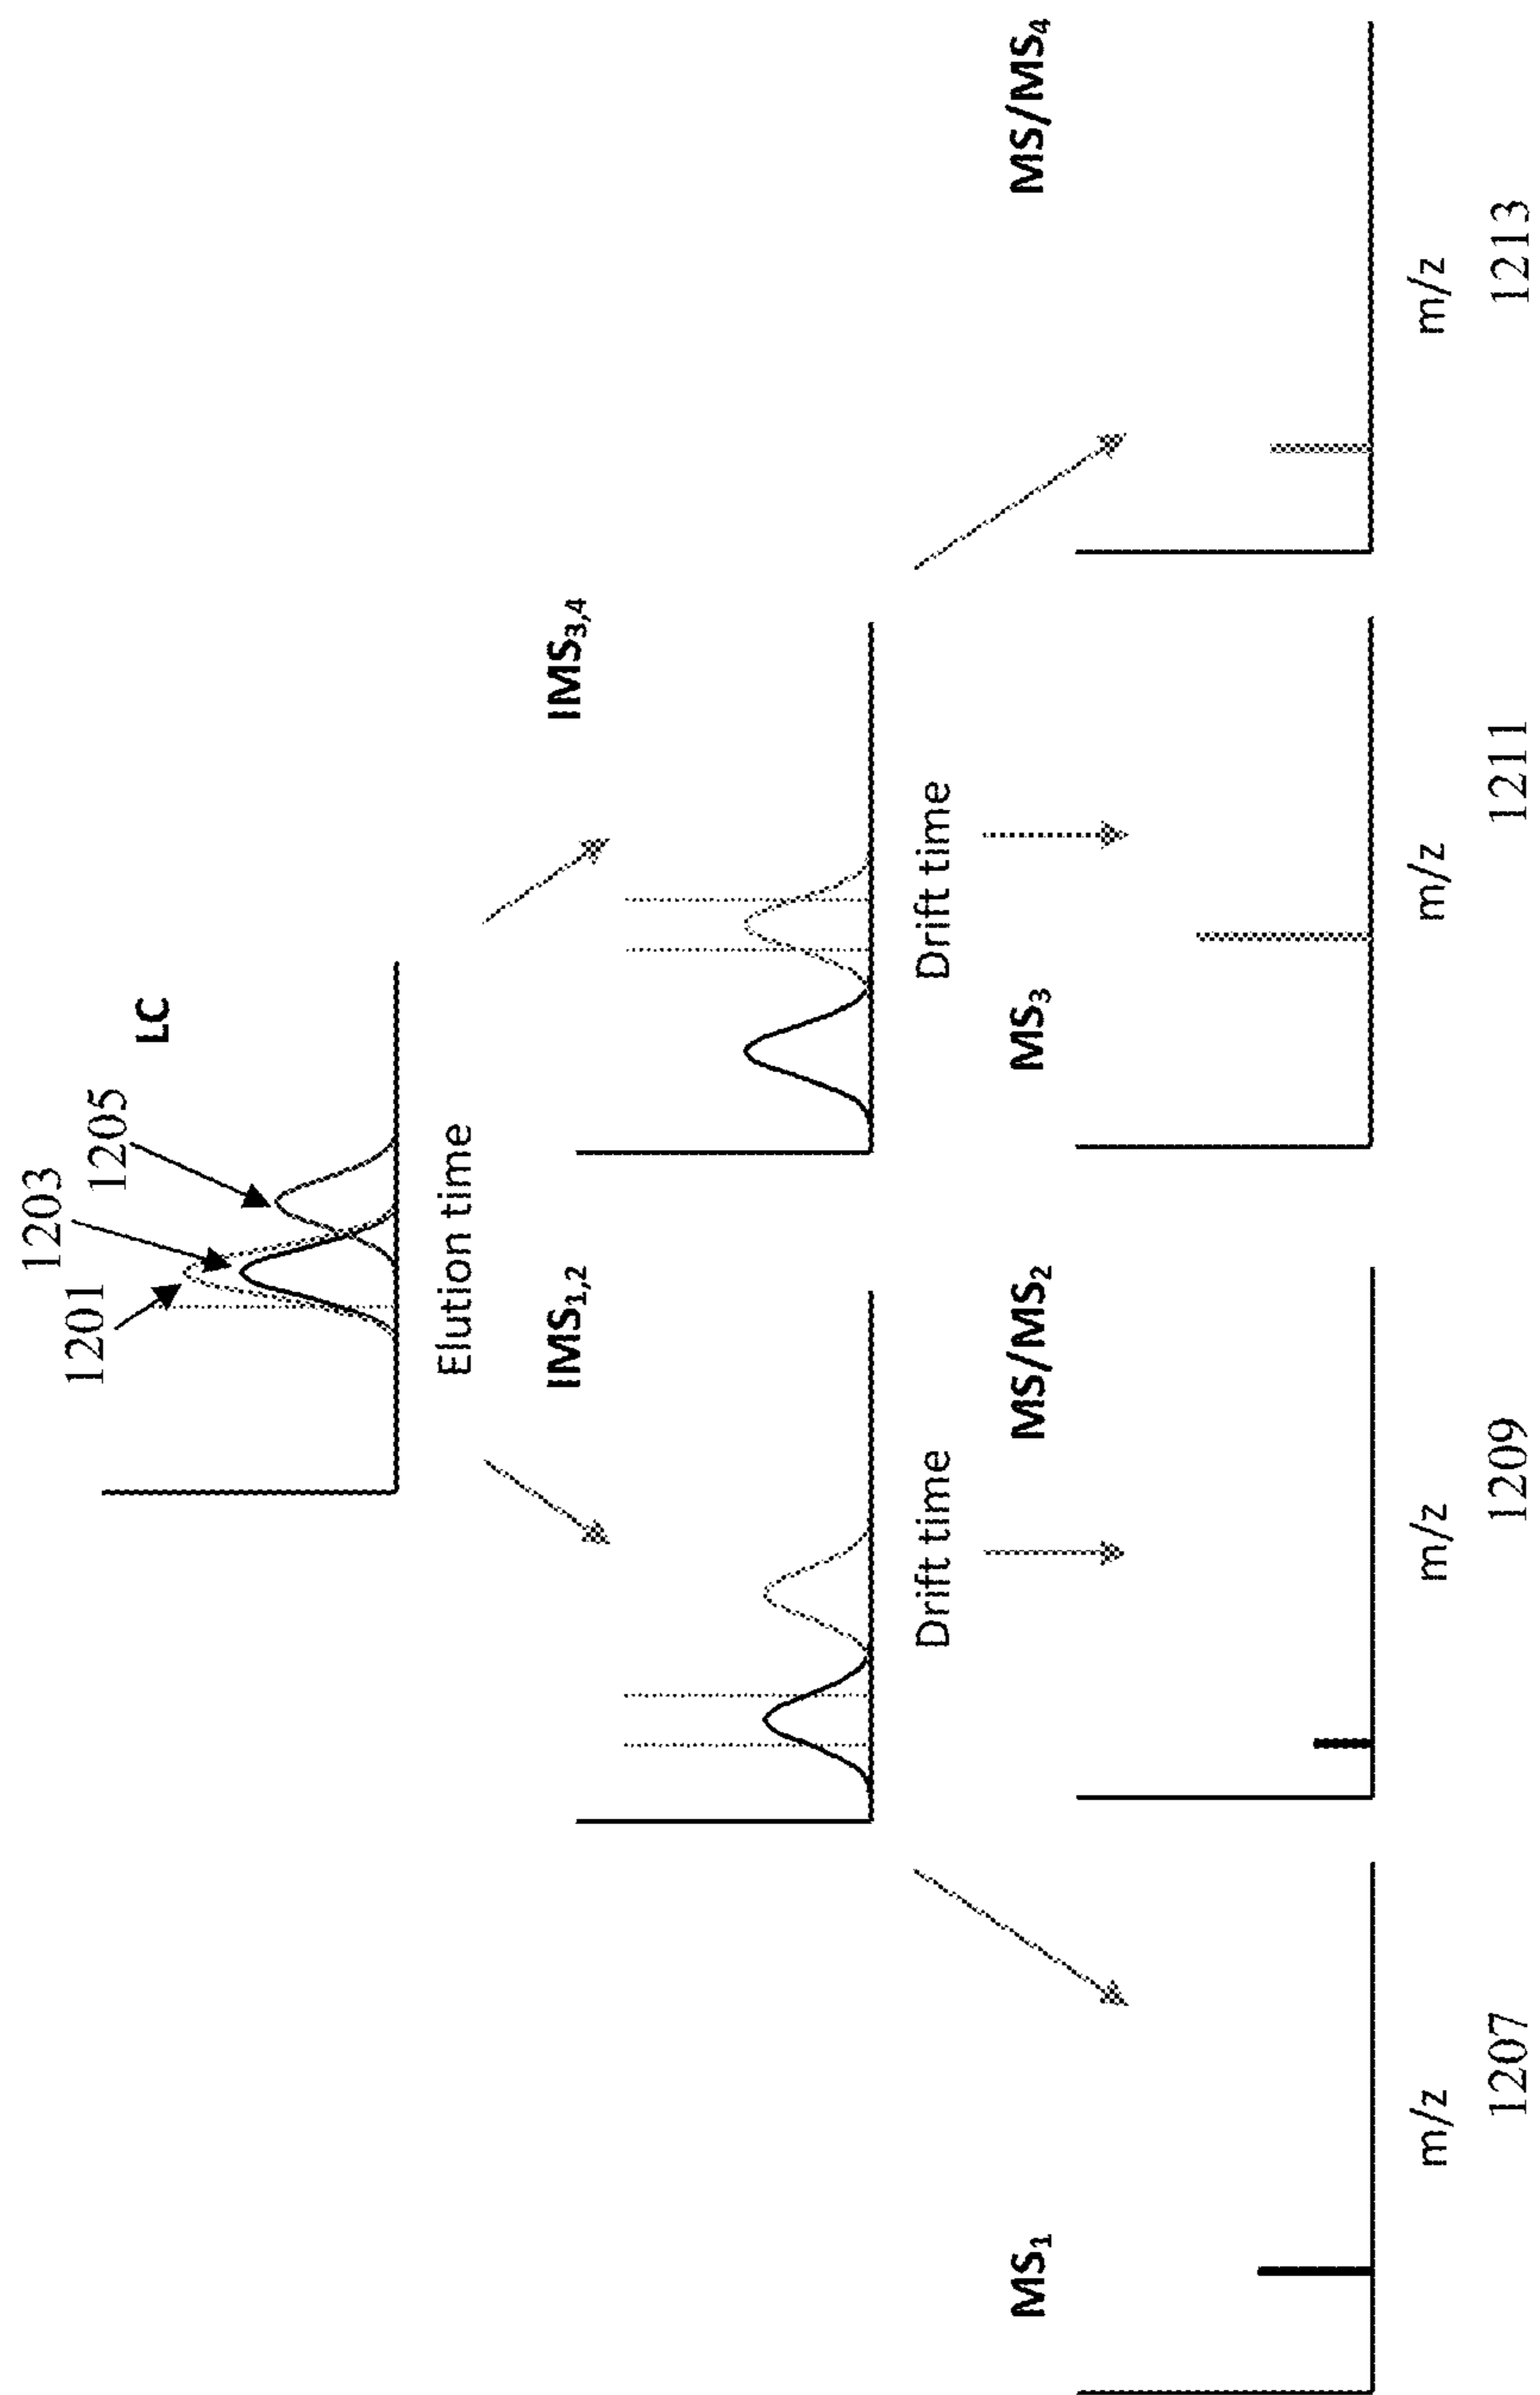 1201
1203
1205
LC
Elution time
IMS₁,₂
IMS₃,₄
Drift time
Drift time
MS₁
MS/MS₂
MS₃
MS/MS₄
m/z
m/z
m/z
m/z
1207
1209
1211
1213